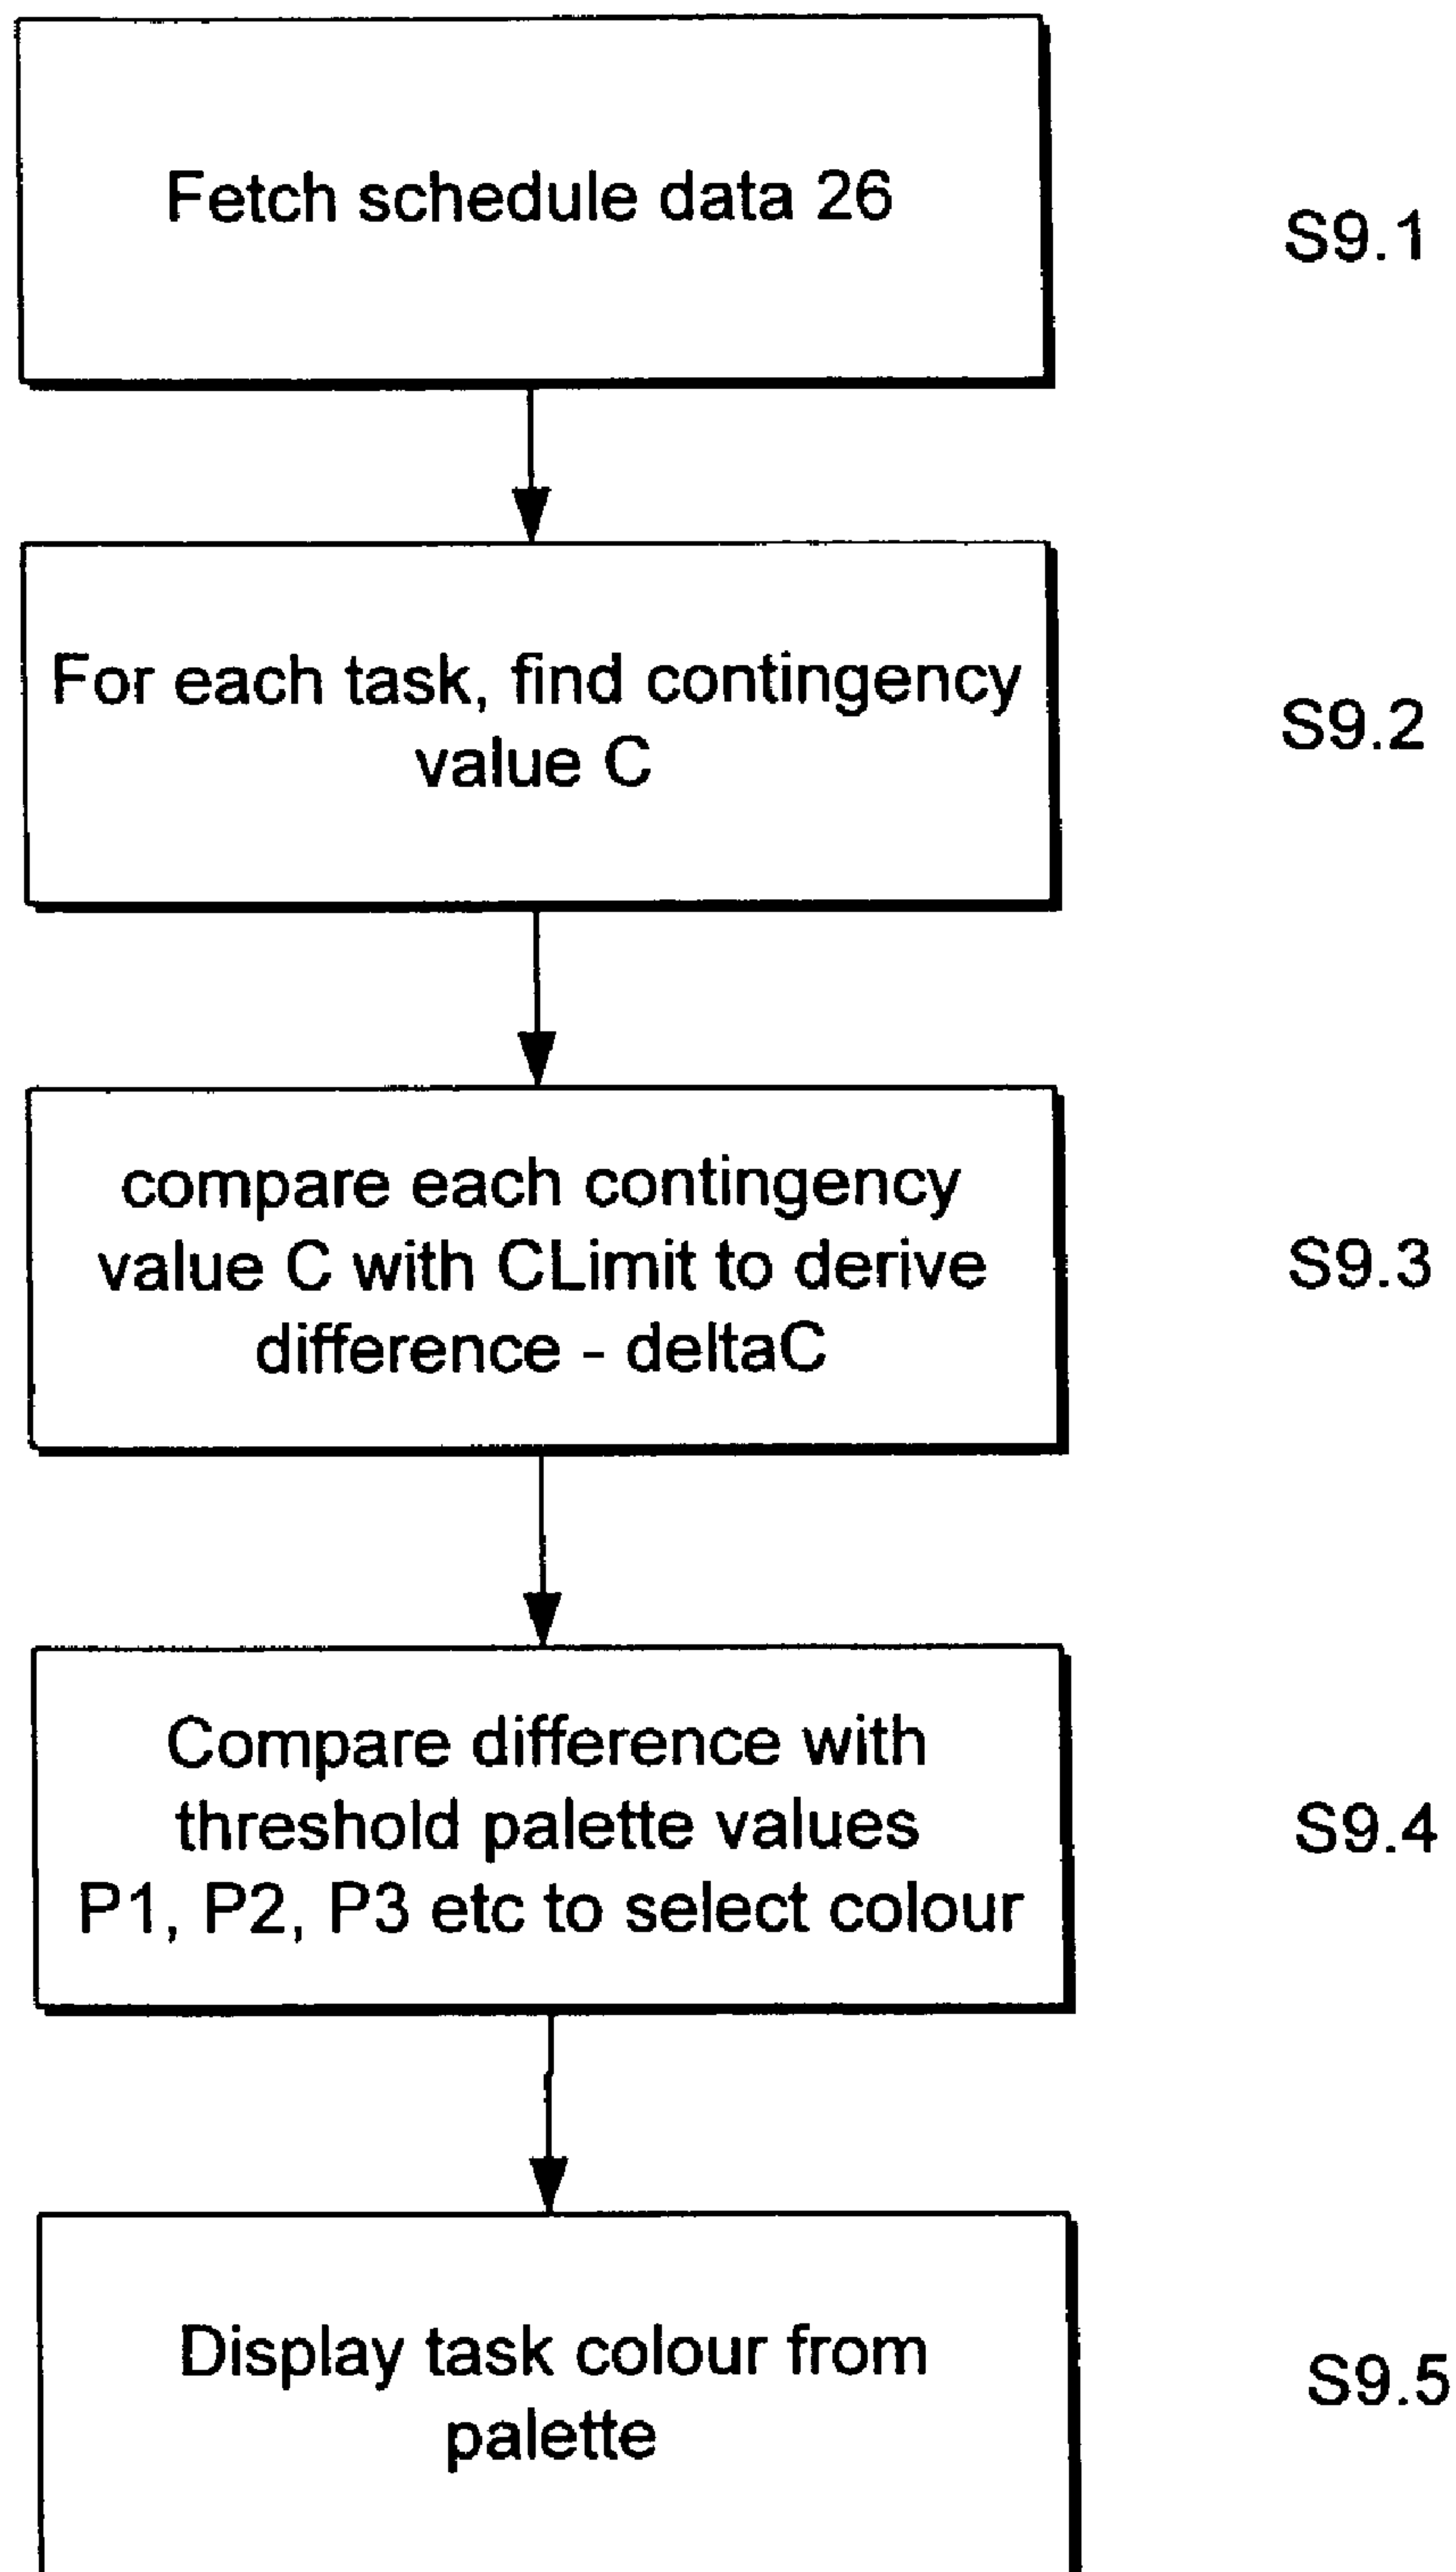 Fetch schedule data 26
S9.1
For each task, find contingency
value C
S9.2
compare each contingency
value C with CLimit to derive
difference - deltaC
S9.3
Compare difference with
threshold palette values
P1, P2, P3 etc to select colour
S9.4
Display task colour from
palette
S9.5